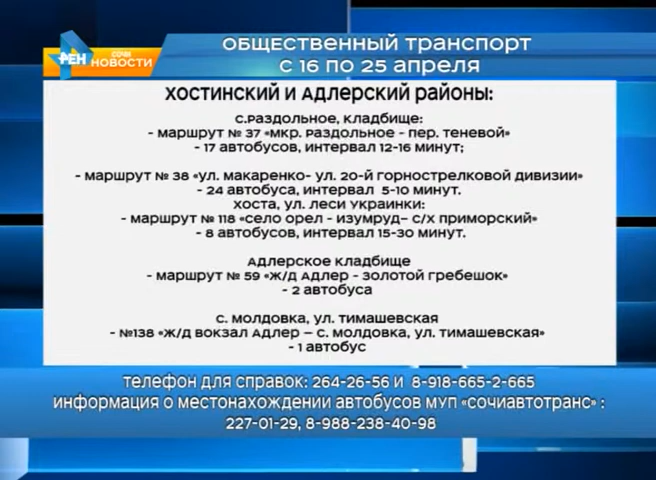 РЕН
СОЧИ
НОВОСТИ
ОБЩЕСТВЕННЫЙ ТРАНСПОРТ
С 16 ПО 25 АПРЕЛЯ
ХОСТИНСКИЙ И АДЛЕРСКИЙ РАЙОНЫ:
С.РАЗДОЛЬНОЕ, КЛАДБИЩЕ:
- МАРШРУТ № 37 «МКР. РАЗДОЛЬНОЕ - ПЕР. ТЕНЕВОЙ»
- 17 АВТОБУСОВ, ИНТЕРВАЛ 12-16 МИНУТ;
- МАРШРУТ № 38 «УЛ. МАКАРЕНКО- УЛ. 20-Й ГОРНОСТРЕЛКОВОЙ ДИВИЗИИ»
- 24 АВТОБУСА, ИНТЕРВАЛ 5-10 МИНУТ.
ХОСТА, УЛ. ЛЕСИ УКРАИНКИ:
- МАРШРУТ № 118 «СЕЛО ОРЕЛ - ИЗУМРУД– С/Х ПРИМОРСКИЙ»
- 8 АВТОБУСОВ, ИНТЕРВАЛ 15-30 МИНУТ.
АДЛЕРСКОЕ КЛАДБИЩЕ
- МАРШРУТ № 59 «Ж/Д АДЛЕР - ЗОЛОТОЙ ГРЕБЕШОК»
- 2 АВТОБУСА
С. МОЛДОВКА, УЛ. ТИМАШЕВСКАЯ
- №138 «Ж/Д ВОКЗАЛ АДЛЕР – С. МОЛДОВКА, УЛ. ТИМАШЕВСКАЯ»
- 1 АВТОБУС
ТЕЛЕФОН ДЛЯ СПРАВОК: 264-26-56 И 8-918-665-2-665
ИНФОРМАЦИЯ О МЕСТОНАХОЖДЕНИИ АВТОБУСОВ МУП «СОЧИАВТОТРАНС» :
227-01-29, 8-988-238-40-98